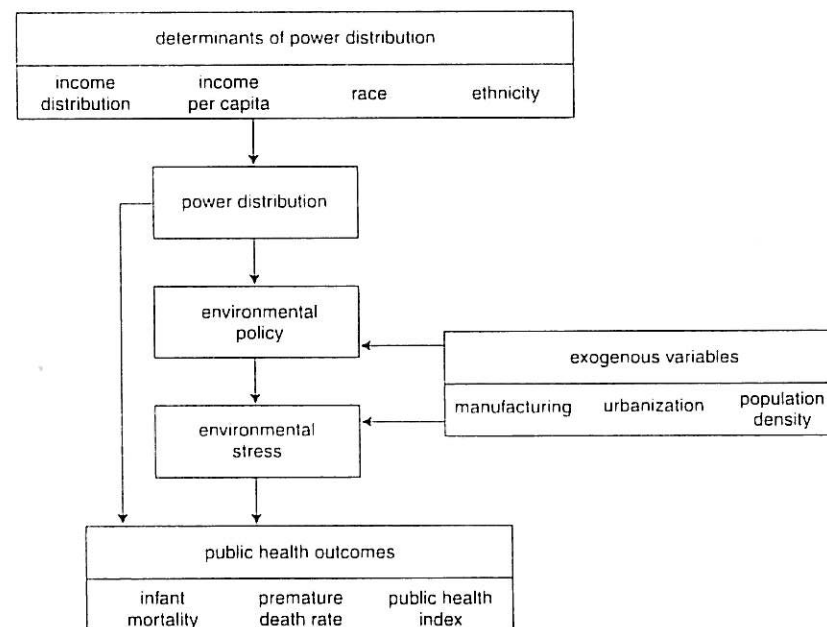 determinants of power distribution
income distribution
income per capita
race
ethnicity
power distribution
environmental policy
exogenous variables
manufacturing
urbanization
population density
environmental stress
public health outcomes
infant mortality
premature death rate
public health index